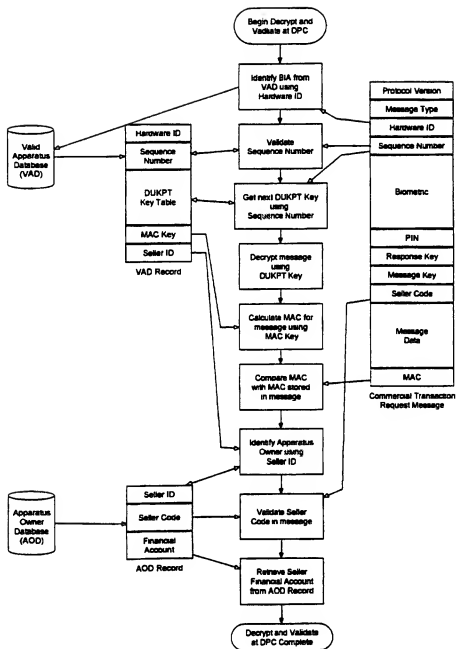 Begin Decrypt and
Validate at DPC
Identify BIA from
VAD using
Hardware ID
Protocol Version
Message Type
Hardware ID
Sequence Number
Biometric
PIN
Response Key
Message Key
Seller Code
Message
Data
MAC
Commercial Transaction
Request Message
Valid
Apparatus
Database
(VAD)
Hardware ID
Sequence
Number
DUKPT
Key Table
MAC Key
Seller ID
VAD Record
Validate
Sequence Number
Get next DUKPT Key
using
Sequence Number
Decrypt message
using
DUKPT Key
Calculate MAC for
message using
MAC Key
Compare MAC
with MAC stored
in message
Identify Apparatus
Owner using
Seller ID
Apparatus
Owner
Database
(AOD)
Seller ID
Seller Code
Financial
Account
AOD Record
Validate Seller
Code in message
Retrieve Seller
Financial Account
from AOD Record
Decrypt and Validate
at DPC Complete